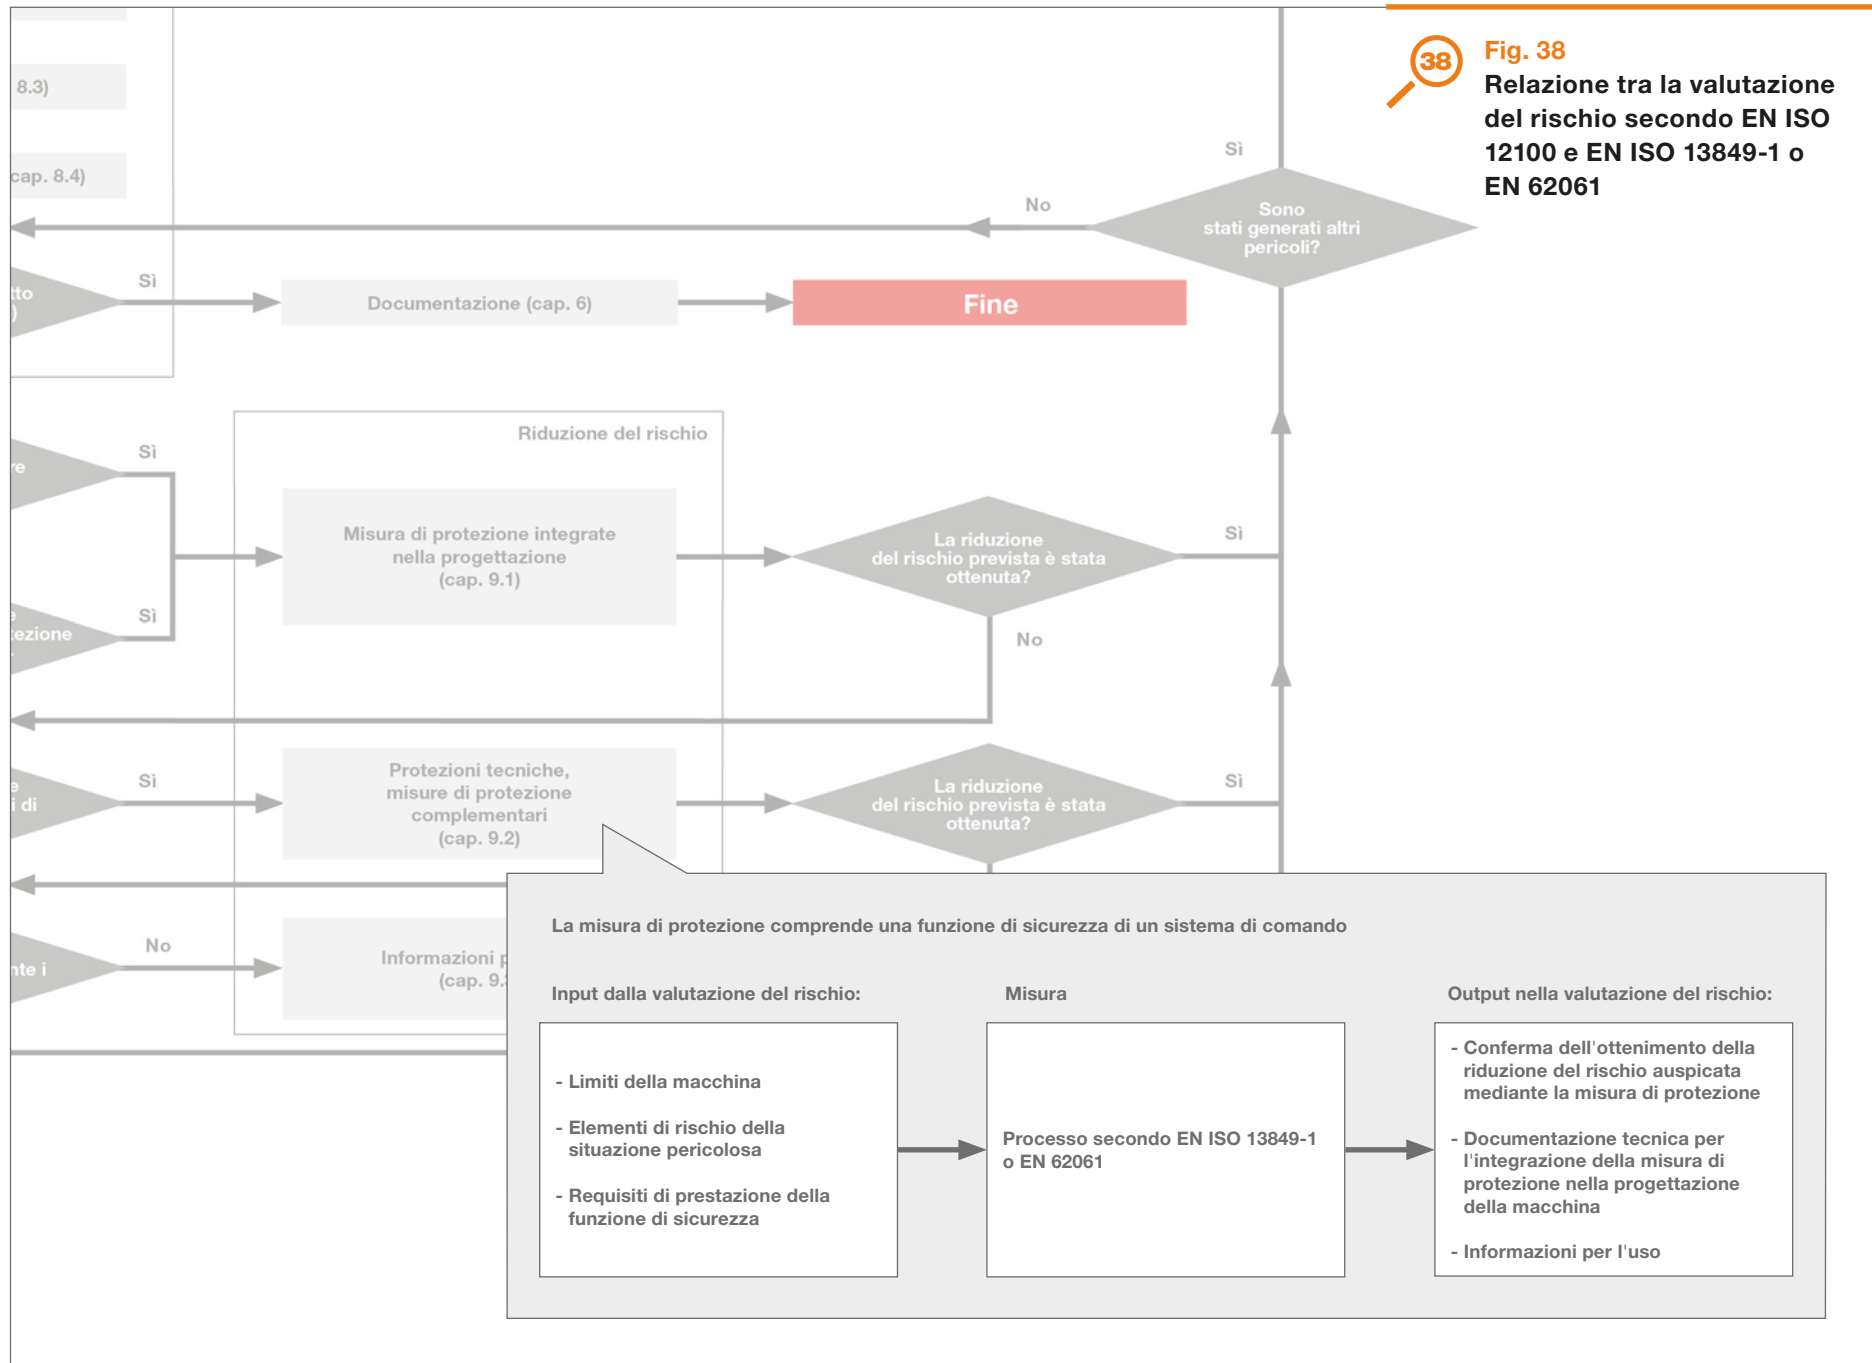 38
Fig. 38
Relazione tra la valutazione
del rischio secondo EN ISO
12100 e EN ISO 13849-1 o
EN 62061
8.3)
cap. 8.4)
Sì
No
Sono
stati generati altri
pericoli?
Sì
Documentazione (cap. 6)
Fine
Riduzione del rischio
Sì
Misura di protezione integrate
nella progettazione
(cap. 9.1)
La riduzione
del rischio prevista è stata
ottenuta?
Sì
Sì
tezione
No
Sì
i di
Protezioni tecniche,
misure di protezione
complementari
(cap. 9.2)
La riduzione
del rischio prevista è stata
ottenuta?
Sì
No
nte i
Informazioni p
(cap. 9.
La misura di protezione comprende una funzione di sicurezza di un sistema di comando
Input dalla valutazione del rischio:
- Limiti della macchina
- Elementi di rischio della
situazione pericolosa
- Requisiti di prestazione della
funzione di sicurezza
Misura
Processo secondo EN ISO 13849-1
o EN 62061
Output nella valutazione del rischio:
- Conferma dell'ottenimento della
riduzione del rischio auspicata
mediante la misura di protezione
- Documentazione tecnica per
l'integrazione della misura di
protezione nella progettazione
della macchina
- Informazioni per l'uso